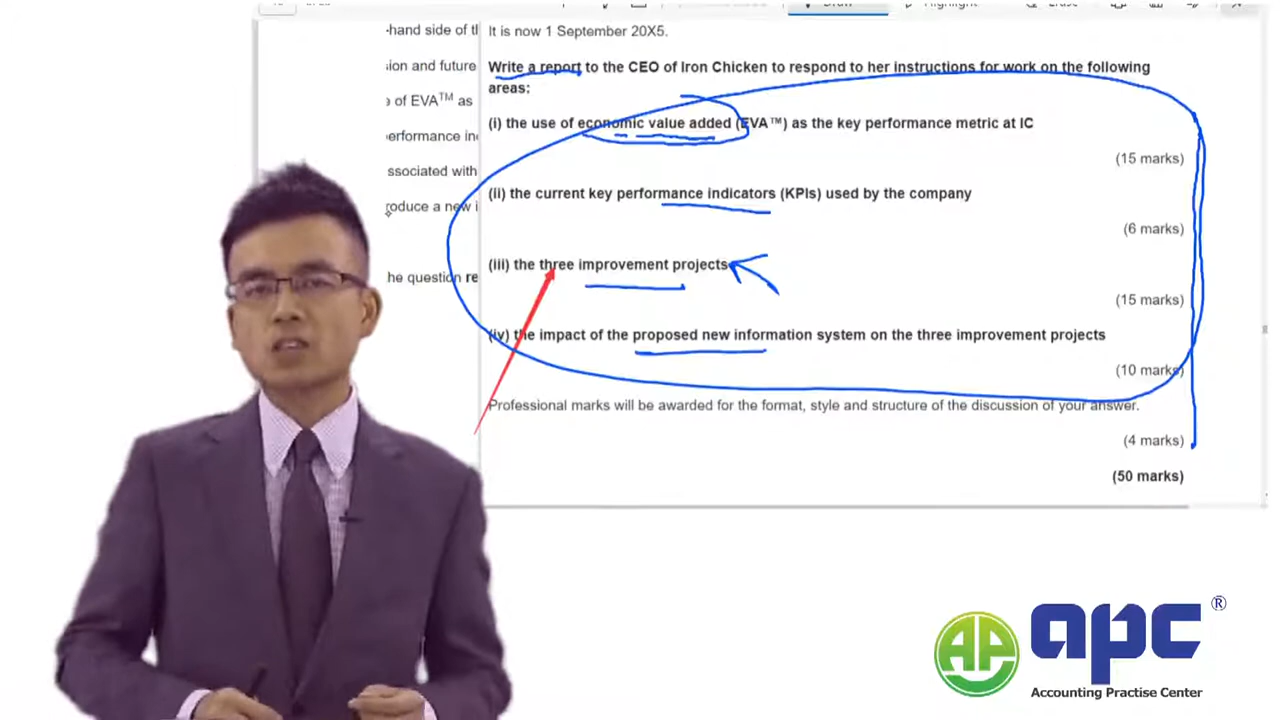 -hand side of t
ion and future
of EVA™ as
erformance in
ssociated with
roduce a new i
he question re
It is now 1 September 20X5.
Write a report to the CEO of Iron Chicken to respond to her instructions for work on the following
areas:
(i) the use of economic value added (EVA™) as the key performance metric at IC
(15 marks)
(ii) the current key performance indicators (KPIs) used by the company
(6 marks)
(iii) the three improvement projects
(15 marks)
(iv) the impact of the proposed new information system on the three improvement projects
(10 marks)
Professional marks will be awarded for the format, style and structure of the discussion of your answer.
(4 marks)
(50 marks)
AP
apc®
Accounting Practise Center